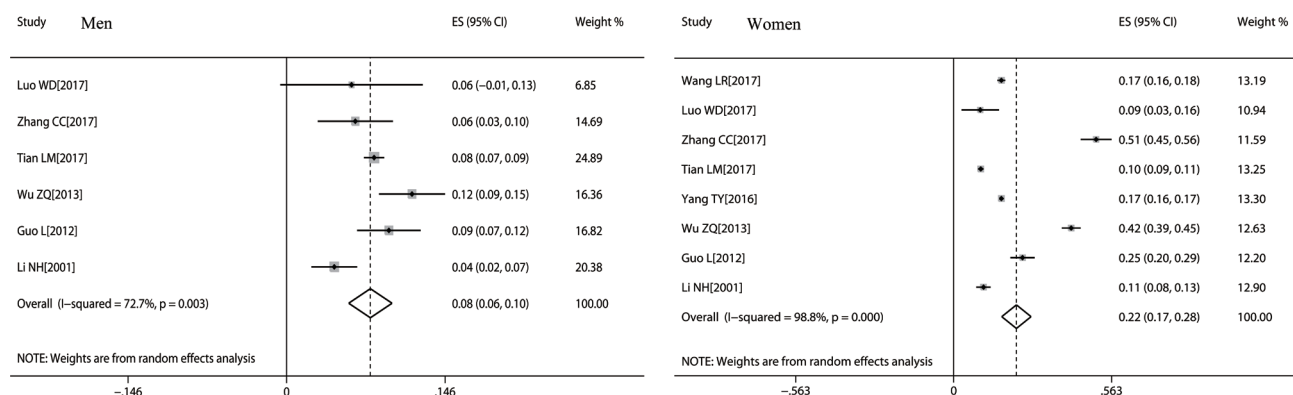 Study Men ES (95% CI) Weight %
Luo WD[2017] 0.06 (−0.01, 0.13) 6.85
Zhang CC[2017] 0.06 (0.03, 0.10) 14.69
Tian LM[2017] 0.08 (0.07, 0.09) 24.89
Wu ZQ[2013] 0.12 (0.09, 0.15) 16.36
Guo L[2012] 0.09 (0.07, 0.12) 16.82
Li NH[2001] 0.04 (0.02, 0.07) 20.38
Overall (I−squared = 72.7%, p = 0.003) 0.08 (0.06, 0.10) 100.00
NOTE: Weights are from random effects analysis
−.146 0 .146
Study Women ES (95% CI) Weight %
Wang LR[2017] 0.17 (0.16, 0.18) 13.19
Luo WD[2017] 0.09 (0.03, 0.16) 10.94
Zhang CC[2017] 0.51 (0.45, 0.56) 11.59
Tian LM[2017] 0.10 (0.09, 0.11) 13.25
Yang TY[2016] 0.17 (0.16, 0.17) 13.30
Wu ZQ[2013] 0.42 (0.39, 0.45) 12.63
Guo L[2012] 0.25 (0.20, 0.29) 12.20
Li NH[2001] 0.11 (0.08, 0.13) 12.90
Overall (I−squared = 98.8%, p = 0.000) 0.22 (0.17, 0.28) 100.00
NOTE: Weights are from random effects analysis
−.563 0 .563